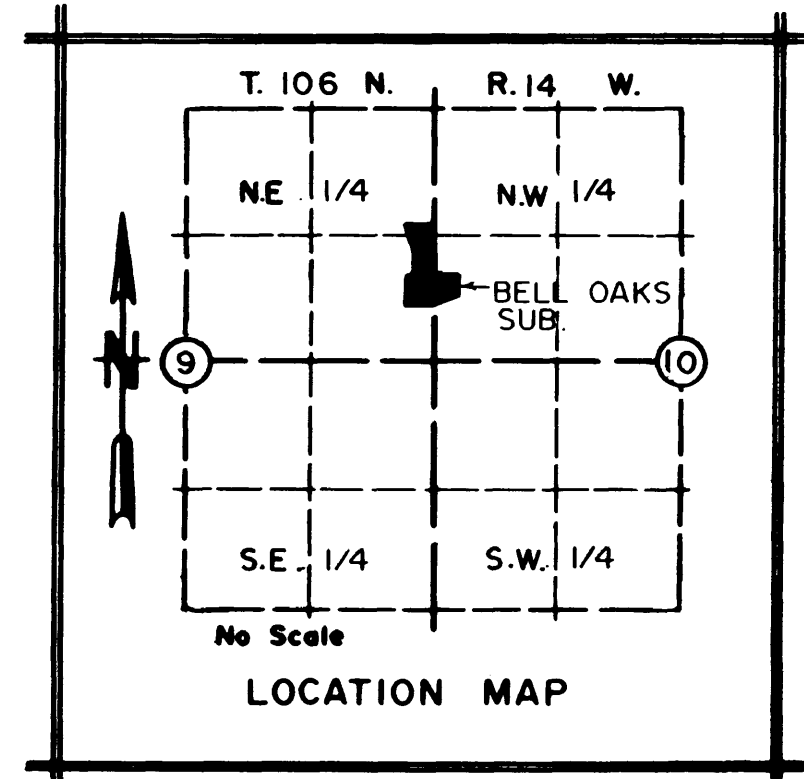 T. 106 N. R. 14 W.
N.E 1/4 N.W 1/4
BELL OAKS
SUB.
N
9 10
S.E. 1/4 S.W. 1/4
No Scale
LOCATION MAP